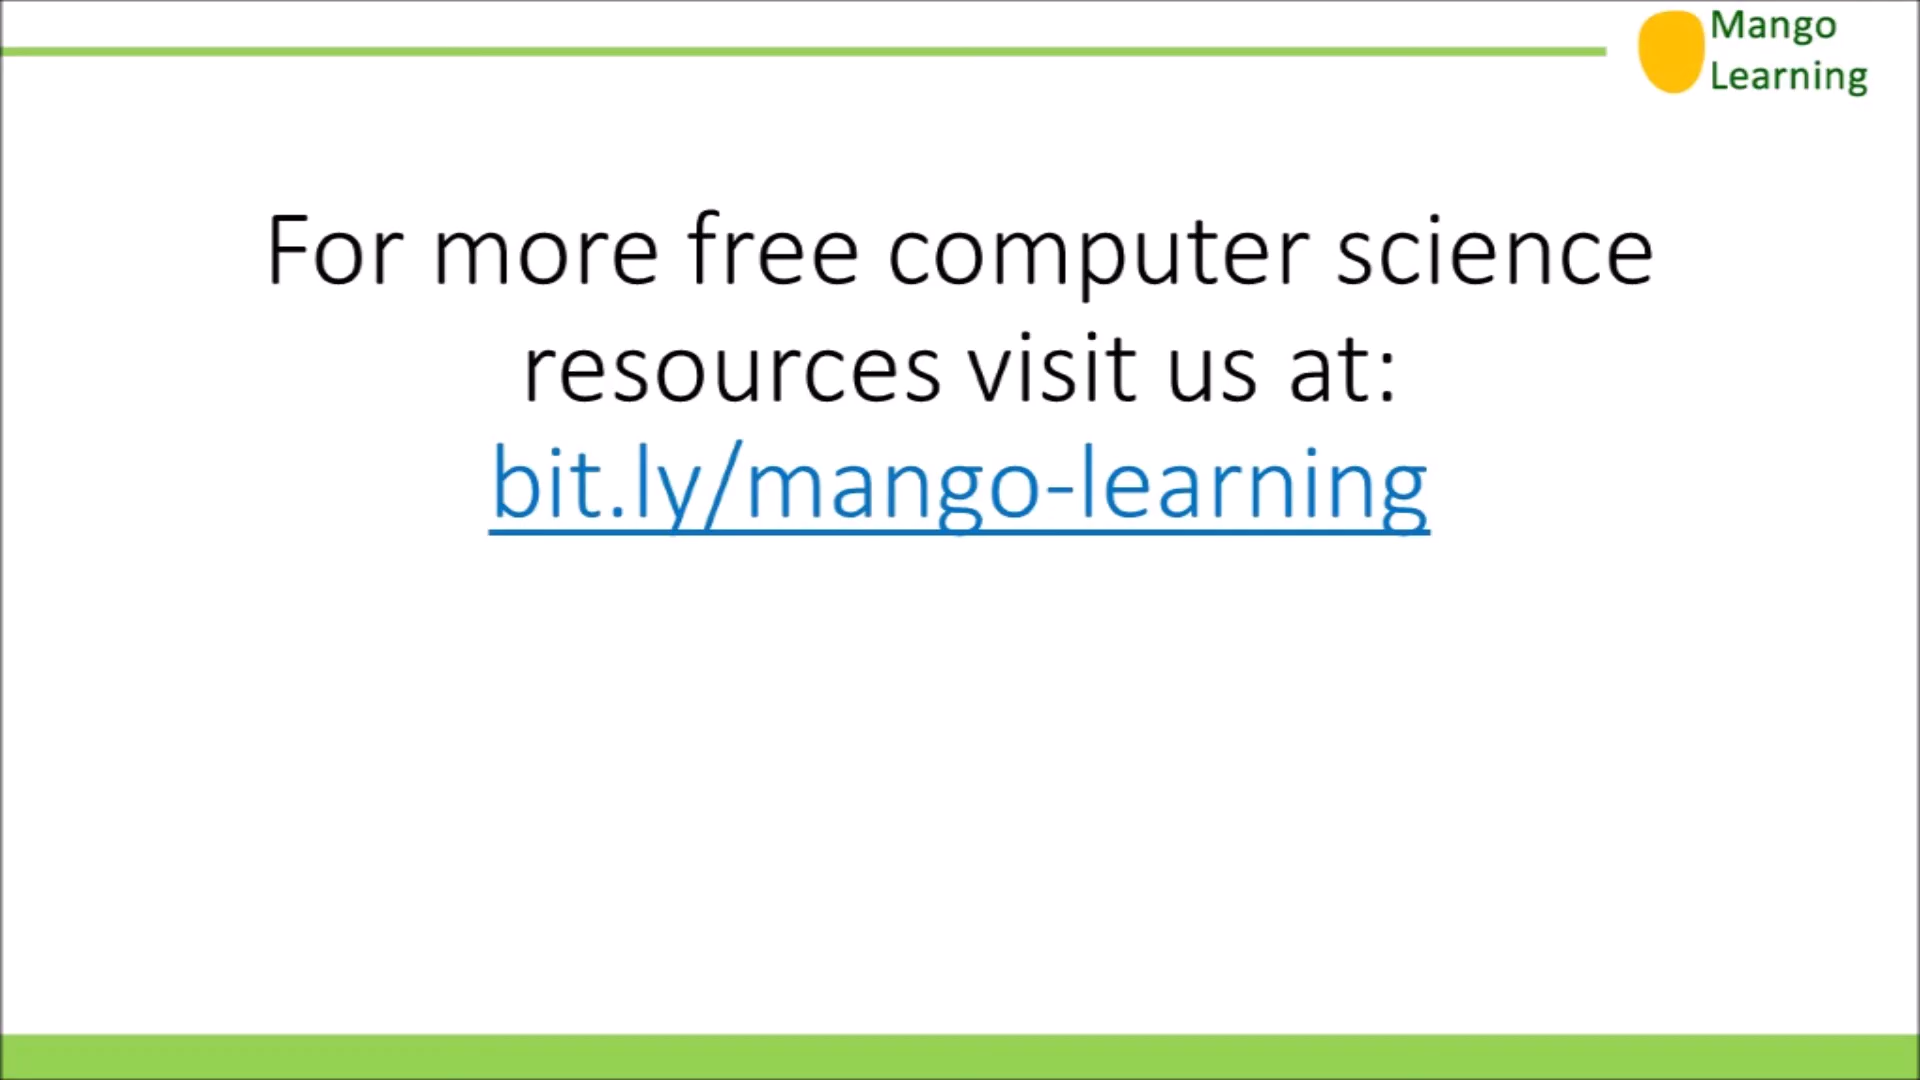 Mango
Learning
For more free computer science
resources visit us at:
bit.ly/mango-learning